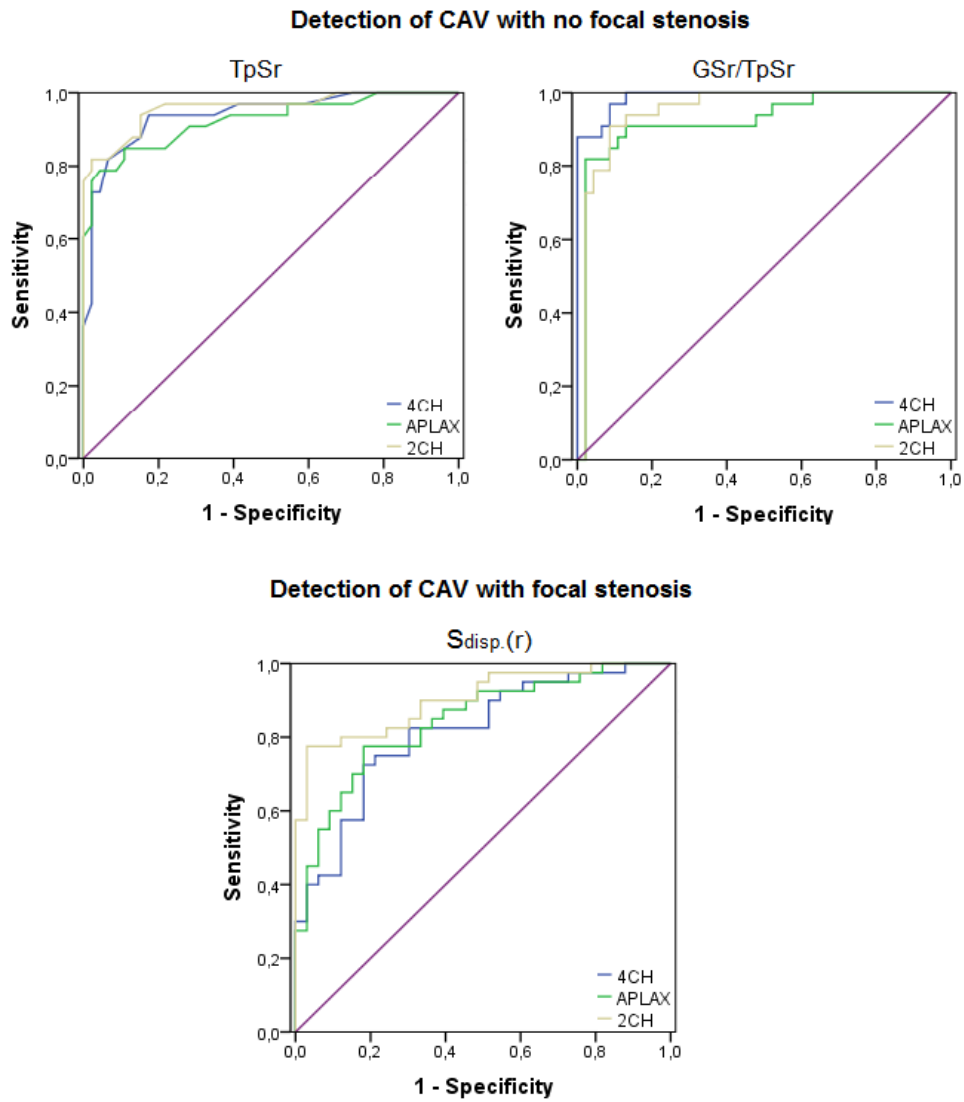 Detection of CAV with no focal stenosis
TpSr
GSr/TpSr
1,0
0,8
0,6
0,4
0,2
0,0
Sensitivity
4CH
APLAX
2CH
0,0 0,2 0,4 0,6 0,8 1,0
1 - Specificity
1,0
0,8
0,6
0,4
0,2
0,0
Sensitivity
4CH
APLAX
2CH
0,0 0,2 0,4 0,6 0,8 1,0
1 - Specificity
Detection of CAV with focal stenosis
Sdisp.(r)
1,0
0,8
0,6
0,4
0,2
0,0
Sensitivity
4CH
APLAX
2CH
0,0 0,2 0,4 0,6 0,8 1,0
1 - Specificity